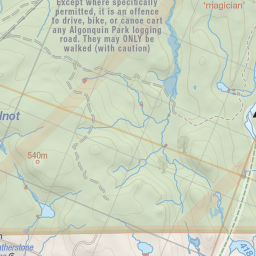 Except where specifically
permitted, it is an offence
to drive, bike, or canoe cart
any Algonquin Park logging
road. They may ONLY be
walked (with caution)
'magician'
lnot
540m
418
therstone